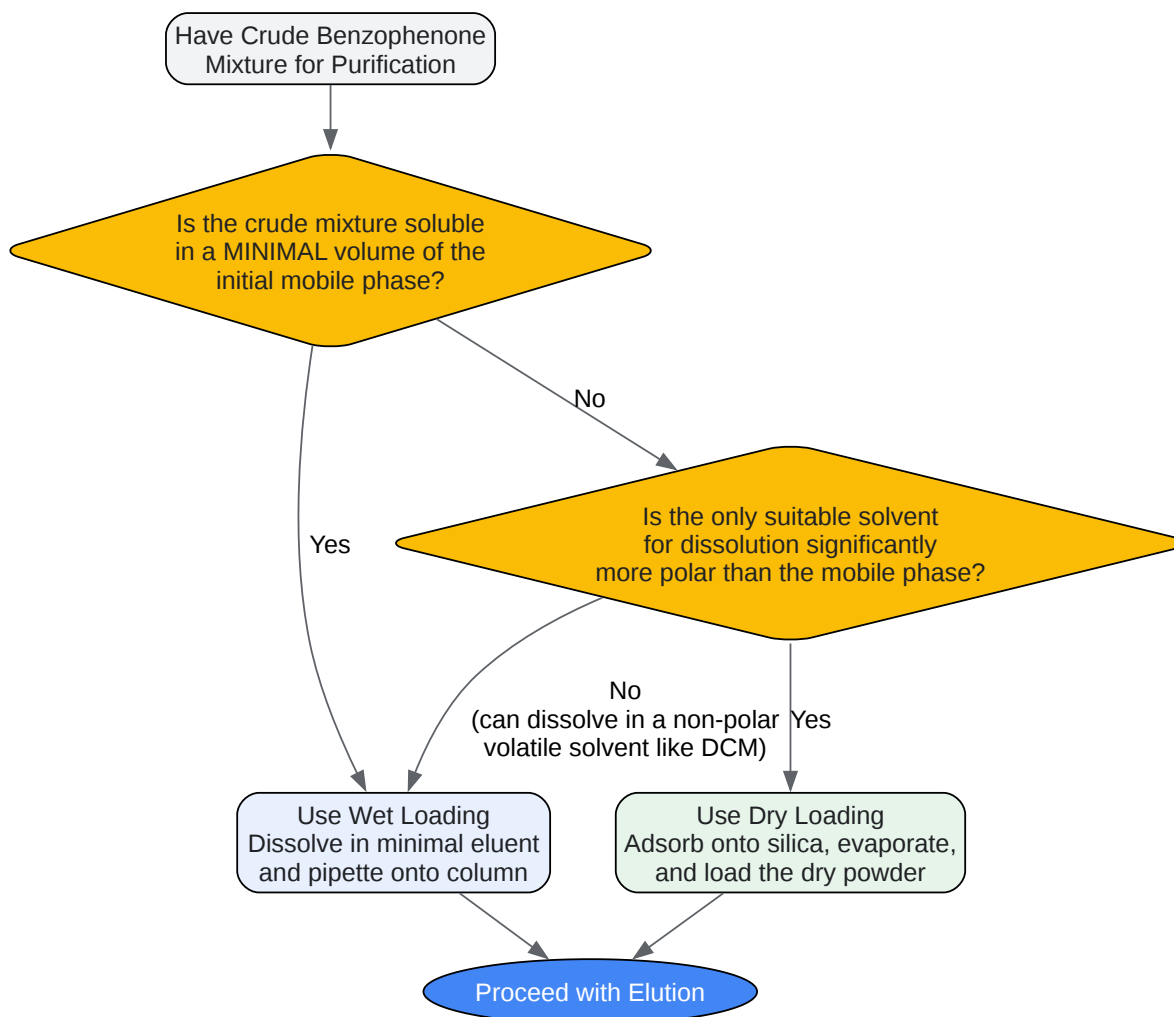 Have Crude Benzophenone
Mixture for Purification
Is the crude mixture soluble
in a MINIMAL volume of the
initial mobile phase?
No
Is the only suitable solvent
for dissolution significantly
more polar than the mobile phase?
Yes
No
(can dissolve in a non-polar
volatile solvent like DCM)
Yes
Use Wet Loading
Dissolve in minimal eluent
and pipette onto column
Use Dry Loading
Adsorb onto silica, evaporate,
and load the dry powder
Proceed with Elution